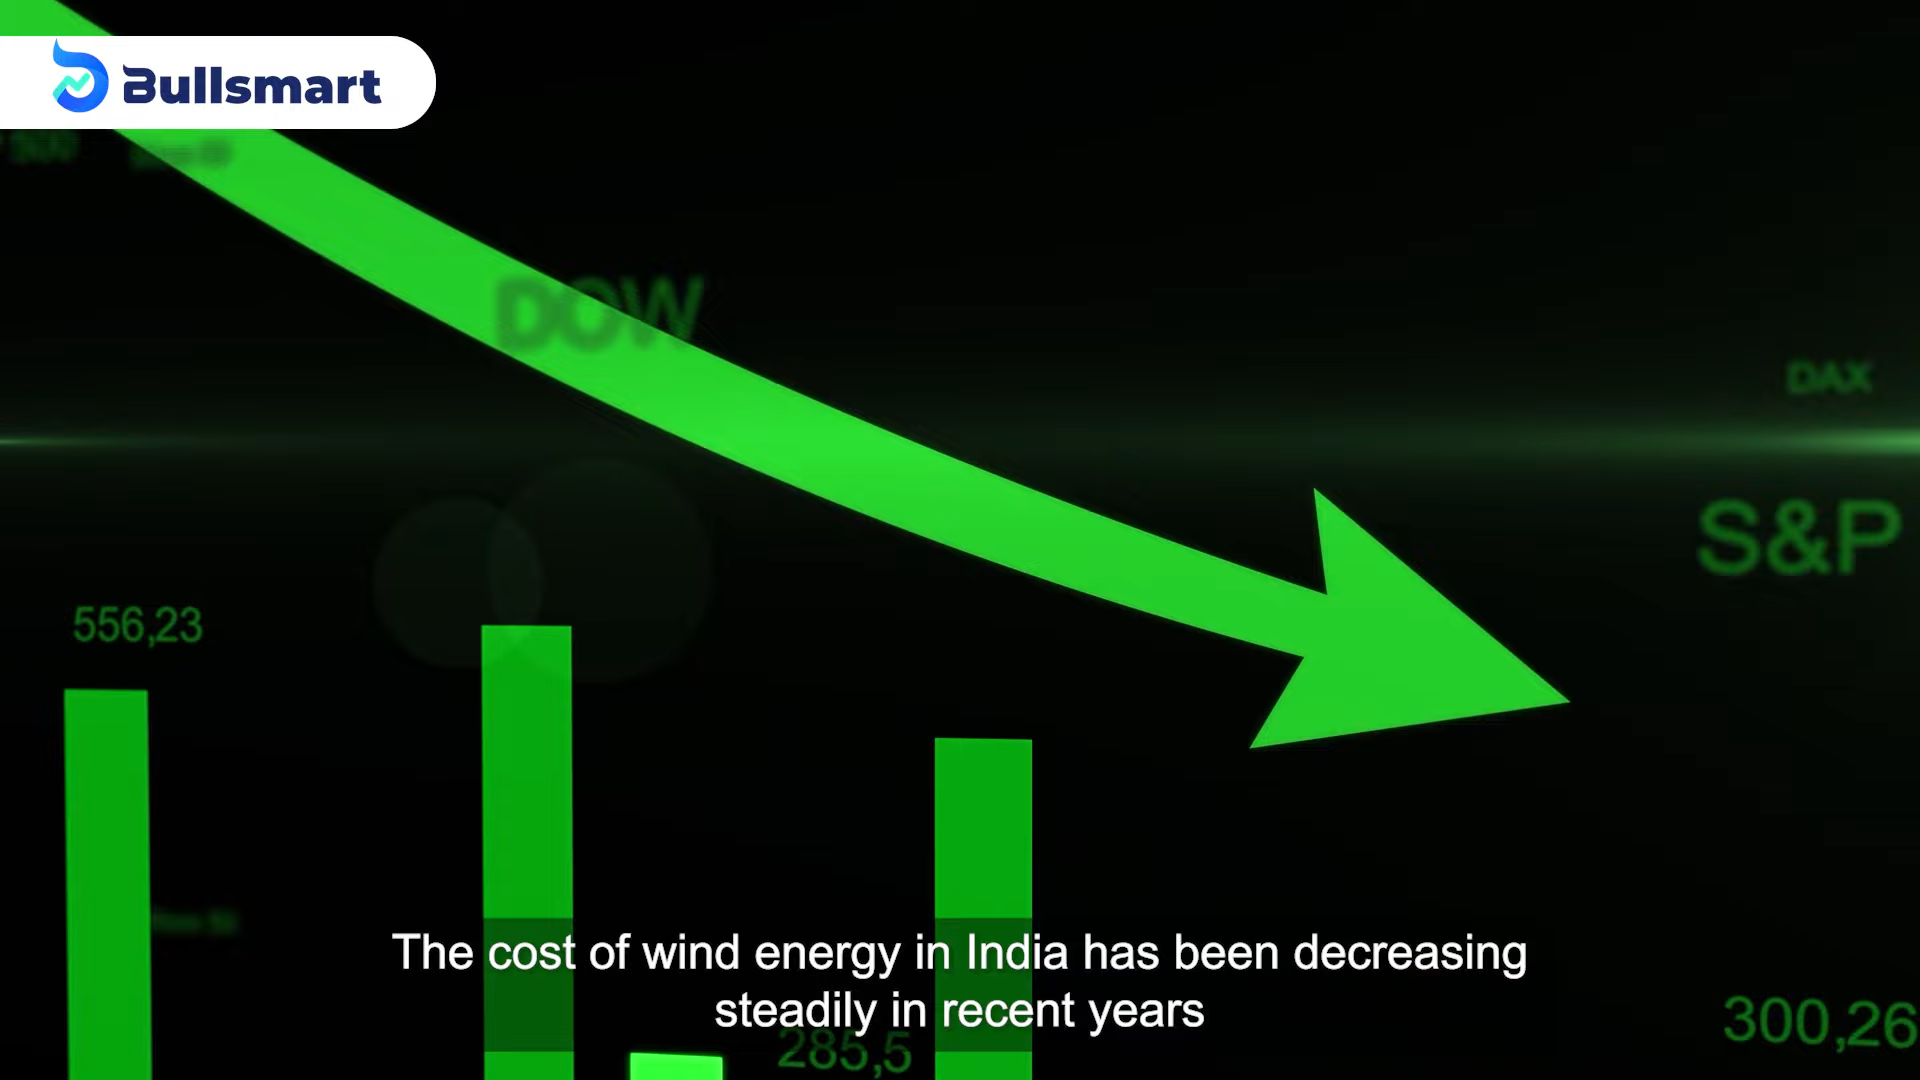 Bullsmart
DOW
DAX
S&P
556,23
The cost of wind energy in India has been decreasing
steadily in recent years
285,5
300,26